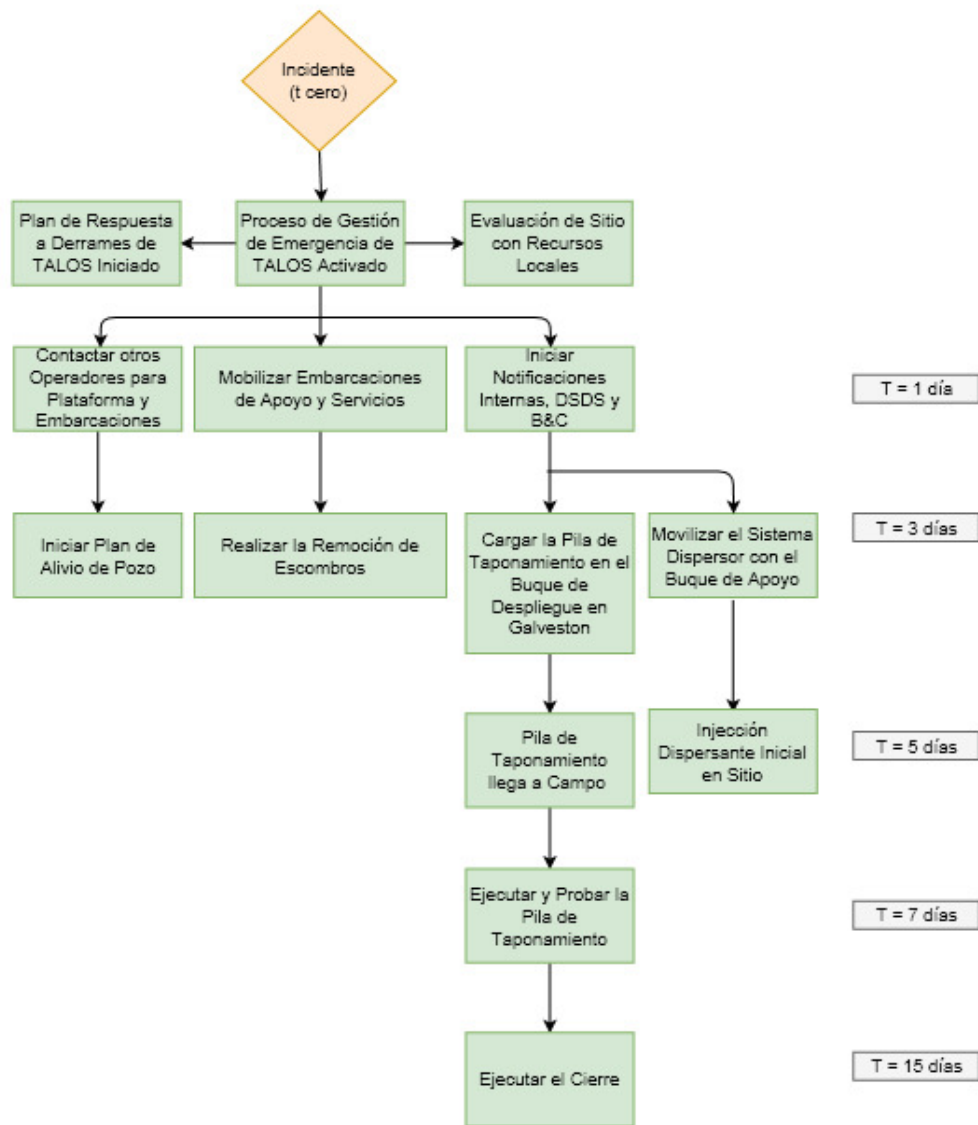 Incidente
(t cero)
Plan de Respuesta
a Derrames de
TALOS Iniciado
Proceso de Gestión
de Emergencia de
TALOS Activado
Evaluación de Sitio
con Recursos
Locales
Contactar otros
Operadores para
Plataforma y
Embarcaciones
Mobilizar Embarcaciones
de Apoyo y Servicios
Iniciar
Notificaciones
Internas, DSDS y
B&C
T = 1 día
Iniciar Plan de
Alivio de Pozo
Realizar la Remoción de
Escombros
Cargar la Pila de
Taponamiento en el
Buque de
Despliegue en
Galveston
Movilizar el Sistema
Dispersor con el
Buque de Apoyo
T = 3 días
Pila de
Taponamiento
llega a Campo
Injección
Dispersante Inicial
en Sitio
T = 5 días
Ejecutar y Probar la
Pila de
Taponamiento
T = 7 días
Ejecutar el Cierre
T = 15 días